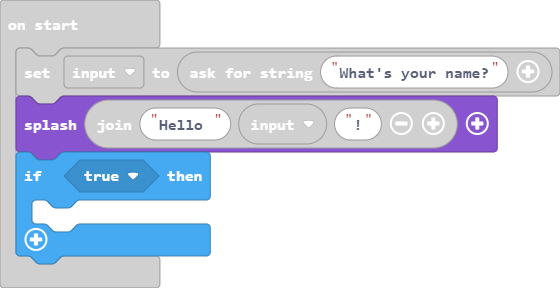 on start
set input to ask for string "What's your name?"
splash join "Hello " input "!"
if true then